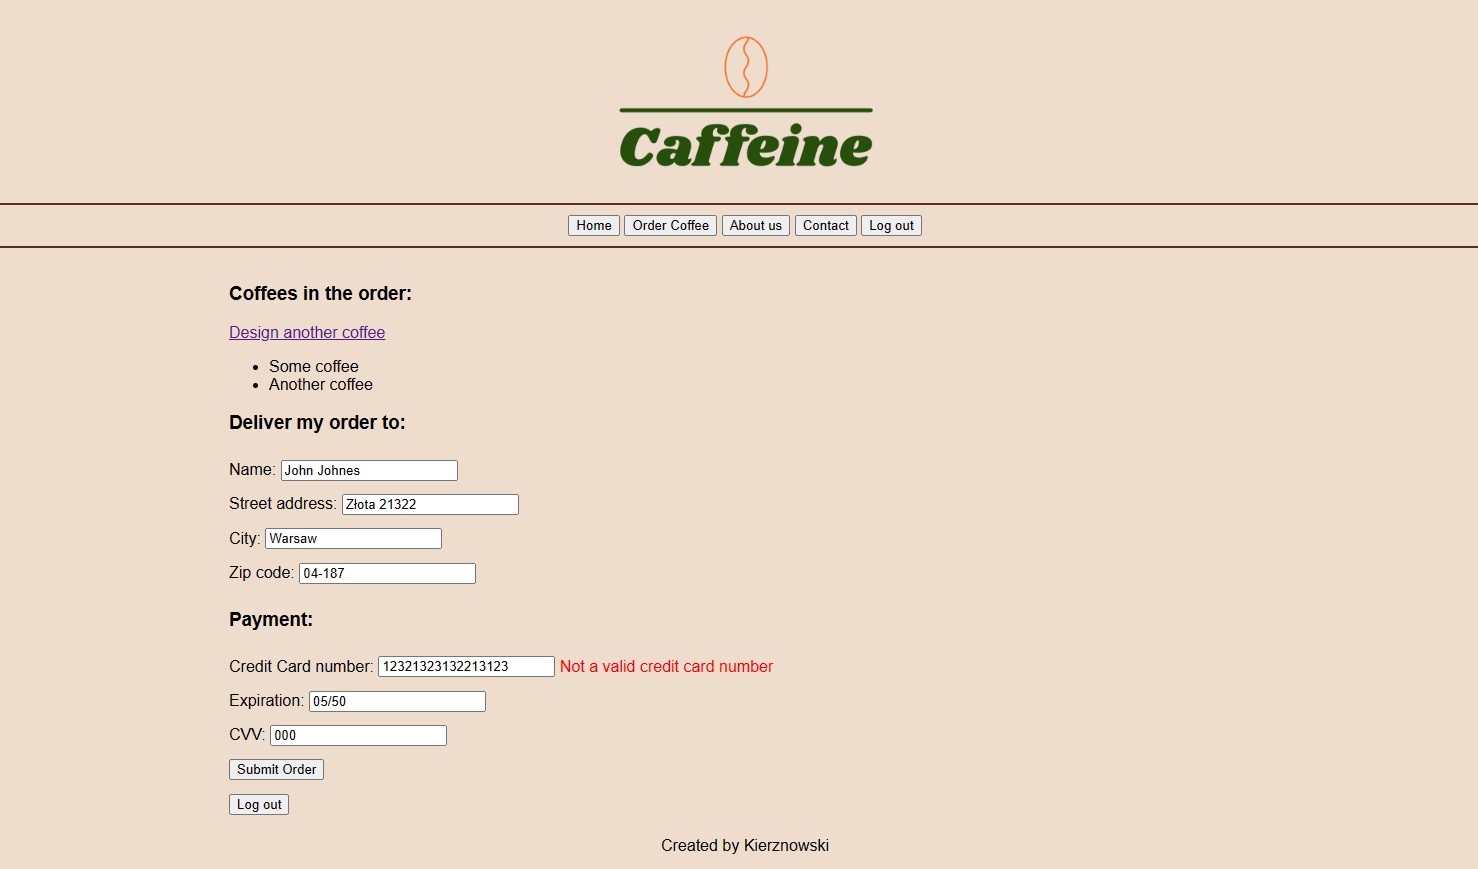 Caffeine
Home Order Coffee About us Contact Log out
Coffees in the order:
Design another coffee
Some coffee
Another coffee
Deliver my order to:
Name: John Johnes
Street address: Złota 21322
City: Warsaw
Zip code: 04-187
Payment:
Credit Card number: 12321323132213123 Not a valid credit card number
Expiration: 05/50
CVV: 000
Submit Order
Log out
Created by Kierznowski